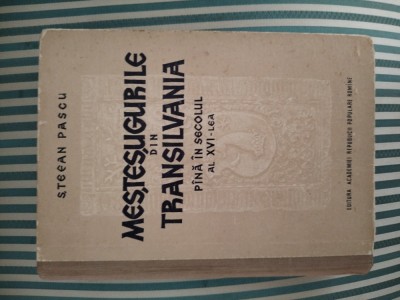 ȘTEFAN PASCU
MEȘTEȘUGURILE
DIN
TRANSILVANIA
PÎNĂ ÎN SECOLUL
AL XVI-LEA
EDITURA ACADEMIEI REPUBLICII POPULARE ROMÎNE